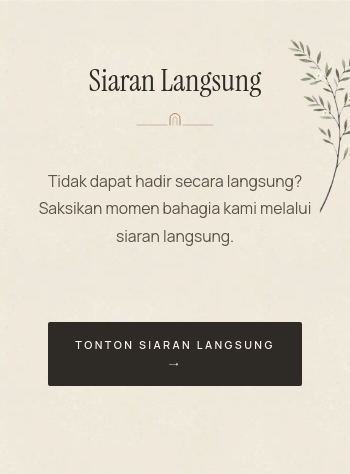 Siaran Langsung
Tidak dapat hadir secara langsung?
Saksikan momen bahagia kami melalui
siaran langsung.
TONTON SIARAN LANGSUNG
→